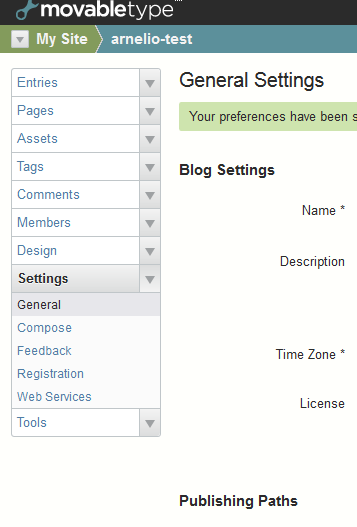 movabletype
My Site arnelio-test
Entries
Pages
Assets
Tags
Comments
Members
Design
Settings
General
Compose
Feedback
Registration
Web Services
Tools
General Settings
Your preferences have been s
Blog Settings
Name *
Description
Time Zone *
License
Publishing Paths